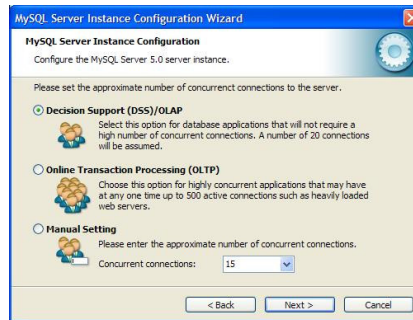 MySQL Server Instance Configuration Wizard
MySQL Server Instance Configuration
Configure the MySQL Server 5.0 server instance.
Please set the approximate number of concurrenct connections to the server.
Decision Support (DSS)/OLAP
Select this option for database applications that will not require a
high number of concurrent connections. A number of 20 connections
will be assumed.
Online Transaction Processing (OLTP)
Choose this option for highly concurrent applications that may have
at any one time up to 500 active connections such as heavily loaded
web servers.
Manual Setting
Please enter the approximate number of concurrent connections.
Concurrent connections: 15
< Back Next > Cancel